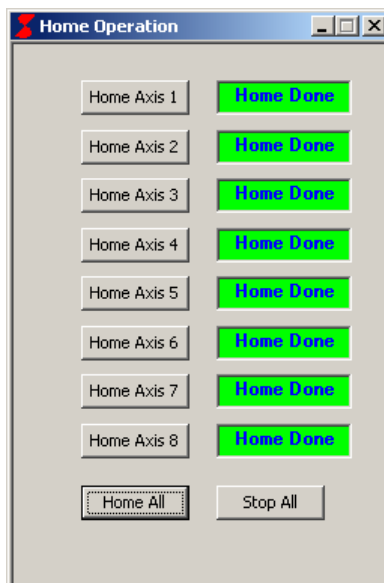 Home Operation
Home Axis 1 Home Done
Home Axis 2 Home Done
Home Axis 3 Home Done
Home Axis 4 Home Done
Home Axis 5 Home Done
Home Axis 6 Home Done
Home Axis 7 Home Done
Home Axis 8 Home Done
Home All Stop All